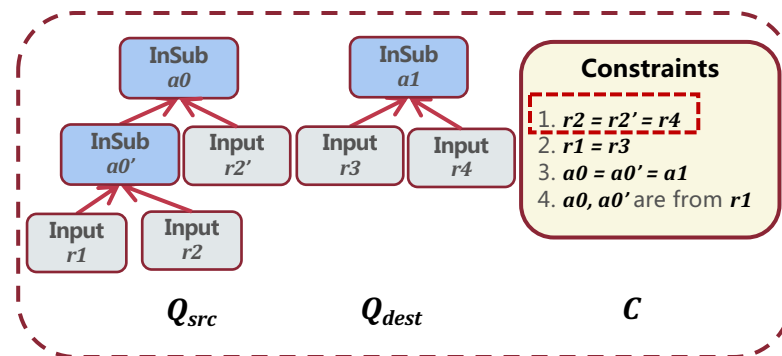 InSub
a0
InSub
a0'
Input
r2'
Input
r1
Input
r2
Qsrc
InSub
a1
Input
r3
Input
r4
Qdest
Constraints
1. r2 = r2' = r4
2. r1 = r3
3. a0 = a0' = a1
4. a0, a0' are from r1
C